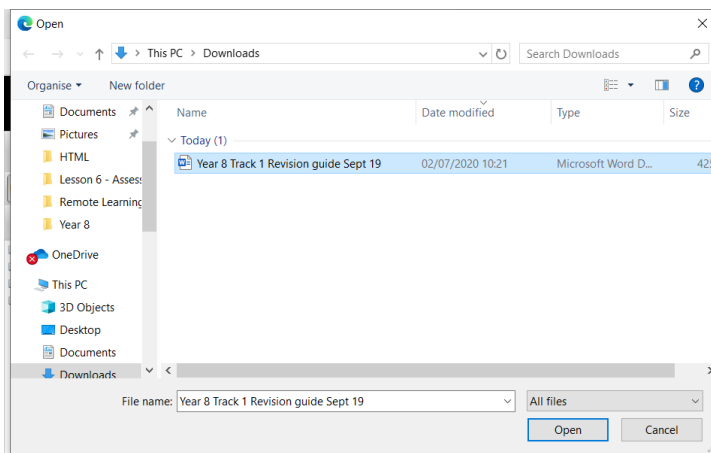 Open
This PC > Downloads
Search Downloads
Organise
New folder
Documents
Pictures
HTML
Lesson 6 - Assess
Remote Learning
Year 8
OneDrive
This PC
3D Objects
Desktop
Documents
Downloads
Name Date modified Type Size
Today (1)
Year 8 Track 1 Revision guide Sept 19 02/07/2020 10:21 Microsoft Word D... 425
File name: Year 8 Track 1 Revision guide Sept 19
All files
Open Cancel